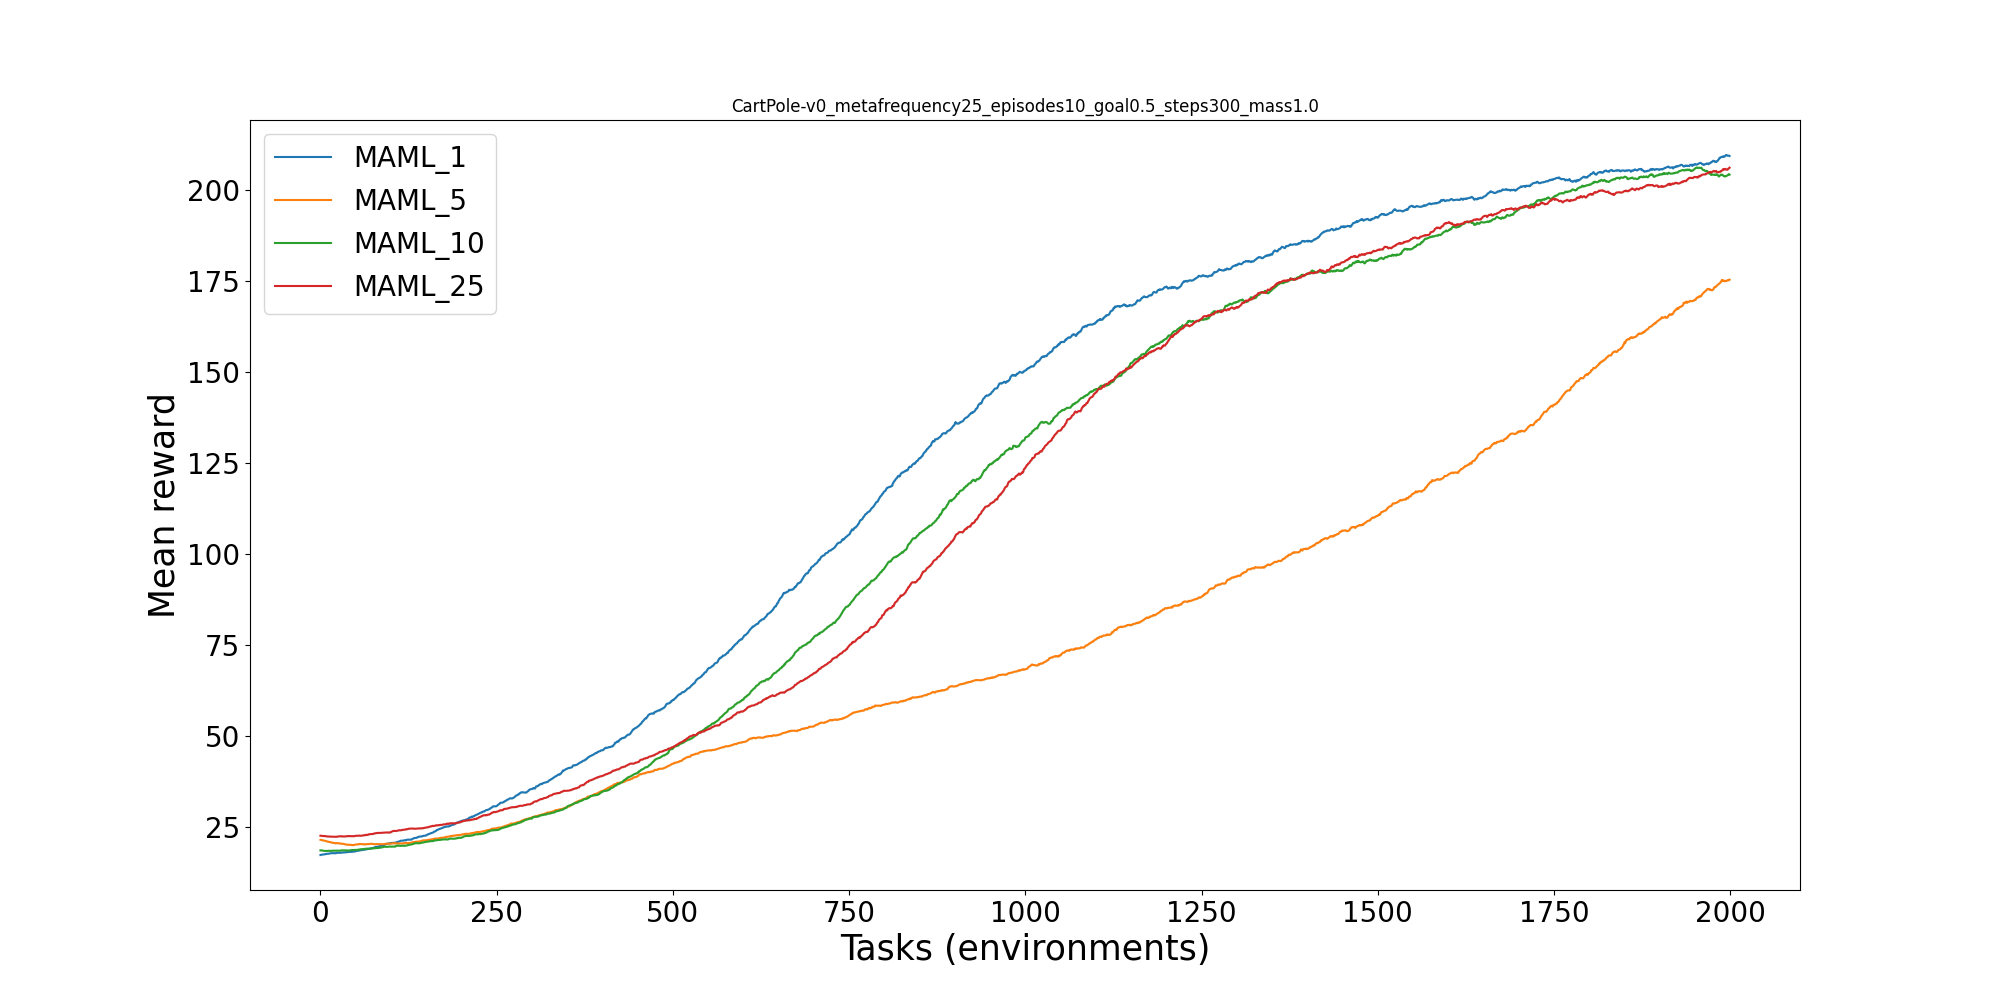 CartPole-v0_metafrequency25_episodes10_goal0.5_steps300_mass1.0
MAML_1
MAML_5
MAML_10
MAML_25
200
175
150
125
100
75
50
25
Mean reward
0 250 500 750 1000 1250 1500 1750 2000
Tasks (environments)